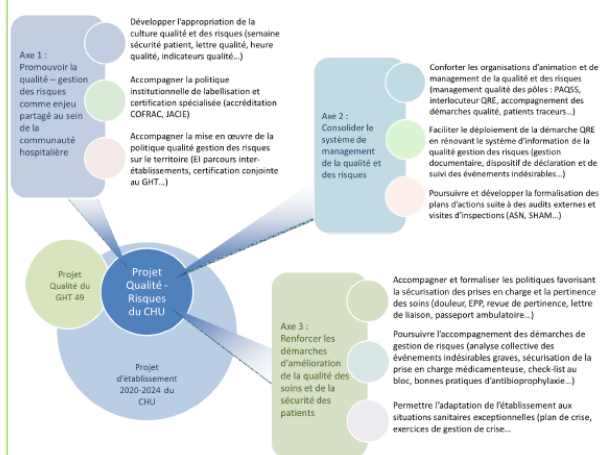 Axe 1 :
Promouvoir la
qualité – gestion
des risques
comme enjeu
partagé au sein
de la
communauté
hospitalière
Développer l'appropriation de la
culture qualité et des risques (semaine
sécurité patient, lettre qualité, heure
qualité, indicateurs qualité…)
Accompagner la politique
institutionnelle de labellisation et
certification spécialisée (accréditation
COFRAC, JACIE)
Accompagner la mise en œuvre de la
politique qualité gestion des risques
sur le territoire (EI parcours inter-
établissements, certification conjointe
au GHT…)
Axe 2 :
Consolider le
système de
management
de la qualité et
des risques
Conforter les organisations d'animation et de
management de la qualité et des risques
(management qualité des pôles : PAQSS,
interlocuteur QRE, accompagnement des
démarches qualité, patients traceurs…)
Faciliter le déploiement de la démarche QRE
en rénovant le système d'information de la
qualité gestion des risques (gestion
documentaire, dispositif de déclaration et de
suivi des événements indésirables…)
Poursuivre et développer la formalisation des
plans d'actions suite à des audits externes et
visites d'inspections (ASN, SHAM…)
Projet
Qualité du
GHT 49
Projet
Qualité -
Risques
du CHU
Projet
d'établissement
2020-2024 du
CHU
Axe 3 :
Renforcer les
démarches
d'amélioration
de la qualité des
soins et de la
sécurité des
patients
Accompagner et formaliser les politiques favorisant
la sécurisation des prises en charge et la pertinence
des soins (douleur, EPP, revue de pertinence, lettre
de liaison, passeport ambulatoire…)
Poursuivre l'accompagnement des démarches de
gestion de risques (analyse collective des
événements indésirables graves, sécurisation de la
prise en charge médicamenteuse, check-list au
bloc, bonnes pratiques d'antibioprophylaxie…)
Permettre l'adaptation de l'établissement aux
situations sanitaires exceptionnelles (plan de crise,
exercices de gestion de crise…